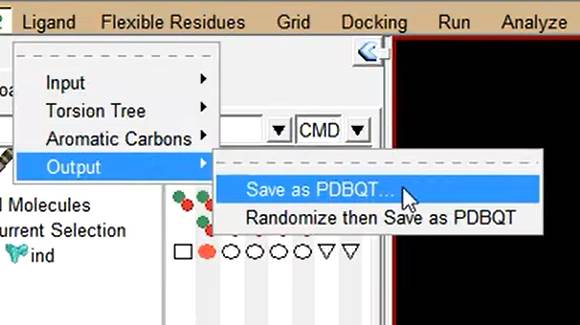 Ligand Flexible Residues Grid Docking Run Analyze
Input
Torsion Tree
Aromatic Carbons
CMD
Output
Save as PDBQT...
Randomize then Save as PDBQT
Molecules
urrent Selection
ind